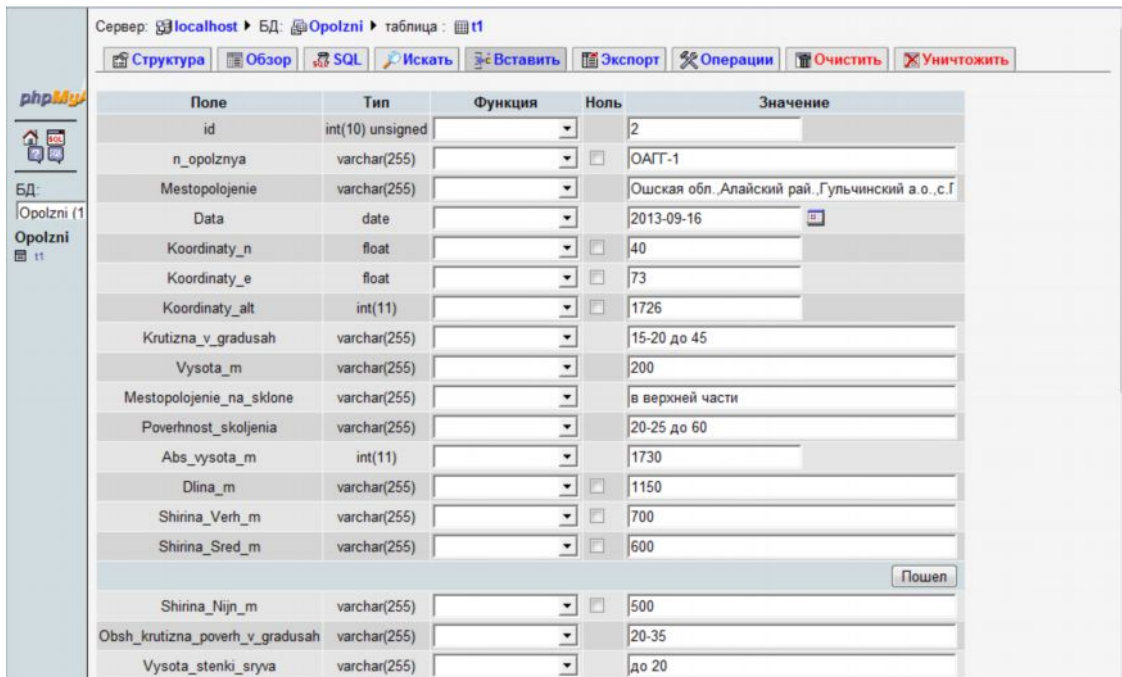 Сервер: localhost БД: Opolzni таблица : t1
Структура Обзор SQL Искать Вставить Экспорт Операции Очистить Уничтожить
phpMyA
SQL
БД:
Opolzni (1
Opolzni
t1
Поле Тип Функция Ноль Значение
id int(10) unsigned 2
n_opolznya varchar(255) ОАГГ-1
Mestopolojenie varchar(255) Ошская обл.,Алайский рай.,Гульчинский а.о.,с.Г
Data date 2013-09-16
Koordinaty_n float 40
Koordinaty_e float 73
Koordinaty_alt int(11) 1726
Krutizna_v_gradusah varchar(255) 15-20 до 45
Vysota_m varchar(255) 200
Mestopolojenie_na_sklone varchar(255) в верхней части
Poverhnost_skoljenia varchar(255) 20-25 до 60
Abs_vysota_m int(11) 1730
Dlina_m varchar(255) 1150
Shirina_Verh_m varchar(255) 700
Shirina_Sred_m varchar(255) 600
Пошел
Shirina_Nijn_m varchar(255) 500
Obsh_krutizna_poverh_v_gradusah varchar(255) 20-35
Vysota_stenki_sryva varchar(255) до 20